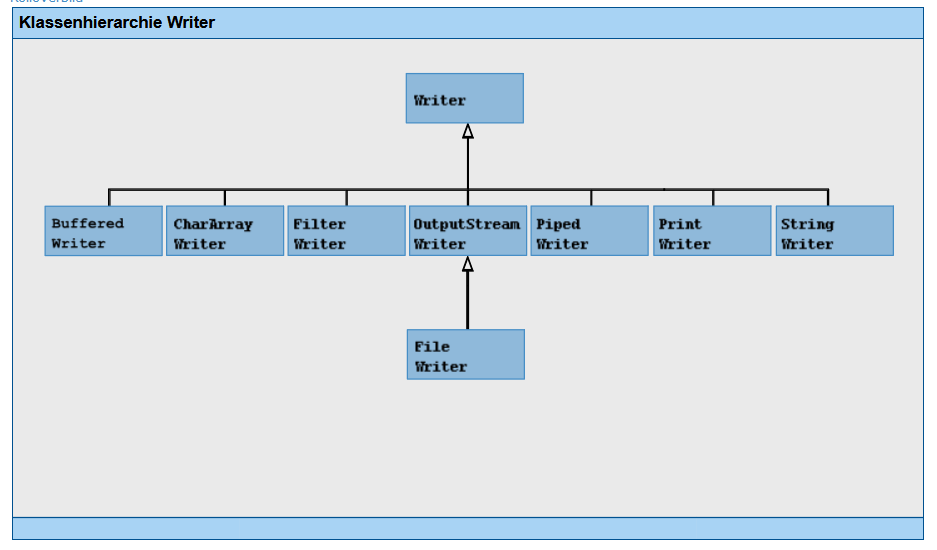 Klassenhierarchie Writer
Writer
Buffered
Writer
CharArray
Writer
Filter
Writer
OutputStream
Writer
Piped
Writer
Print
Writer
String
Writer
File
Writer